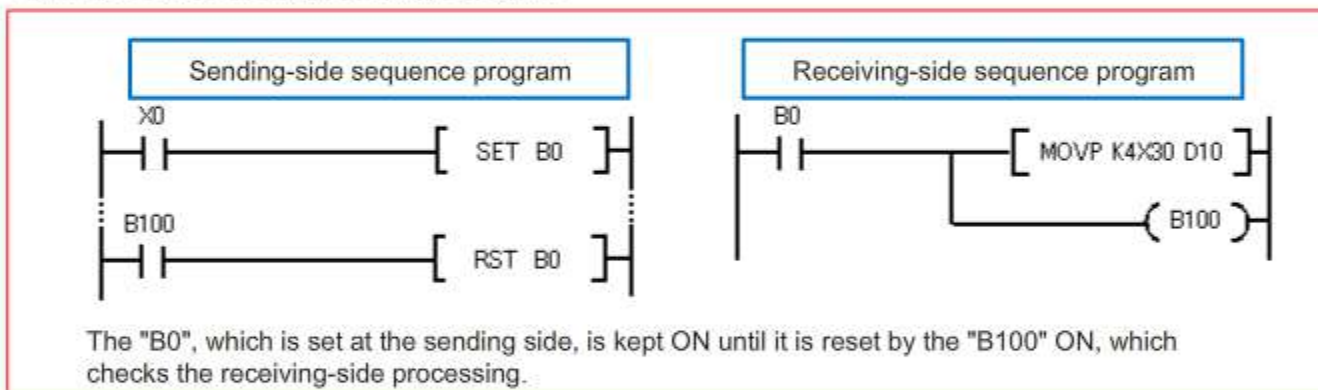 Sending-side sequence program
X0
SET B0
B100
RST B0
Receiving-side sequence program
B0
MOVP K4X30 D10
B100
The "B0", which is set at the sending side, is kept ON until it is reset by the "B100" ON, which
checks the receiving-side processing.